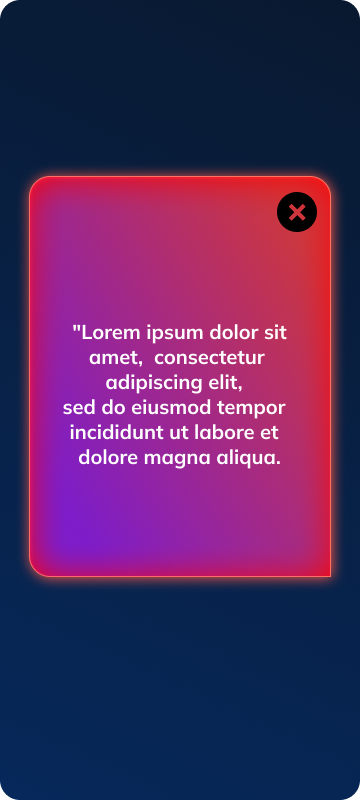 "Lorem ipsum dolor sit
amet,  consectetur
adipiscing elit,
sed do eiusmod tempor
incididunt ut labore et
dolore magna aliqua.